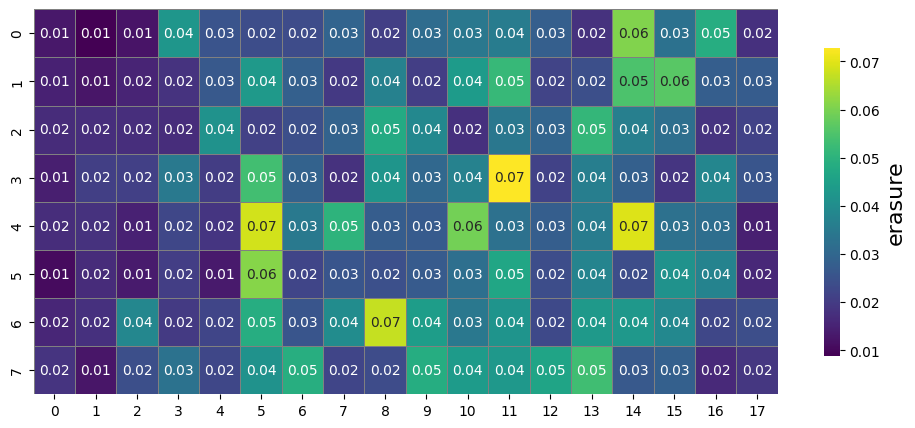 0 0.01 0.01 0.01 0.04 0.03 0.02 0.02 0.03 0.02 0.03 0.03 0.04 0.03 0.02 0.06 0.03 0.05 0.02
1 0.01 0.01 0.02 0.02 0.03 0.04 0.03 0.02 0.04 0.02 0.04 0.05 0.02 0.02 0.05 0.06 0.03 0.03
2 0.02 0.02 0.02 0.02 0.04 0.02 0.02 0.03 0.05 0.04 0.02 0.03 0.03 0.05 0.04 0.03 0.02 0.02
3 0.01 0.02 0.02 0.03 0.02 0.05 0.03 0.02 0.04 0.03 0.04 0.07 0.02 0.04 0.03 0.02 0.04 0.03
4 0.02 0.02 0.01 0.02 0.02 0.07 0.03 0.05 0.03 0.03 0.06 0.03 0.03 0.04 0.07 0.03 0.03 0.01
5 0.01 0.02 0.01 0.02 0.01 0.06 0.02 0.03 0.02 0.03 0.03 0.05 0.02 0.04 0.02 0.04 0.04 0.02
6 0.02 0.02 0.04 0.02 0.02 0.05 0.03 0.04 0.07 0.04 0.03 0.04 0.02 0.04 0.04 0.04 0.02 0.02
7 0.02 0.01 0.02 0.03 0.02 0.04 0.05 0.02 0.02 0.05 0.04 0.04 0.05 0.05 0.03 0.03 0.02 0.02
0 1 2 3 4 5 6 7 8 9 10 11 12 13 14 15 16 17
0.07
0.06
0.05
0.04
0.03
0.02
0.01
erasure